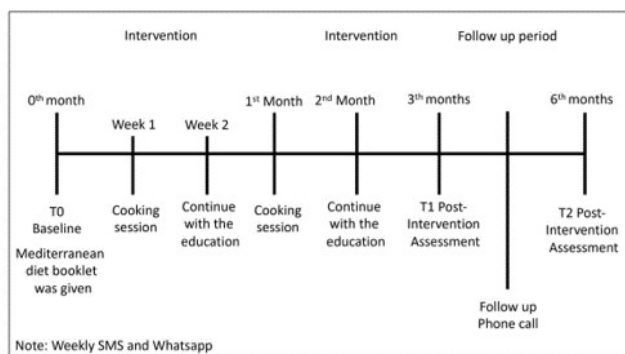 Intervention Intervention Follow up period
0th month 1st Month 2nd Month 3th months 6th months
Week 1 Week 2
T0
Baseline
Mediterranean
diet booklet
was given
Cooking
session
Continue
with the
education
Cooking
session
Continue
with the
education
T1 Post-
Intervention
Assessment
T2 Post-
Intervention
Assessment
Follow up
Phone call
Note: Weekly SMS and Whatsapp